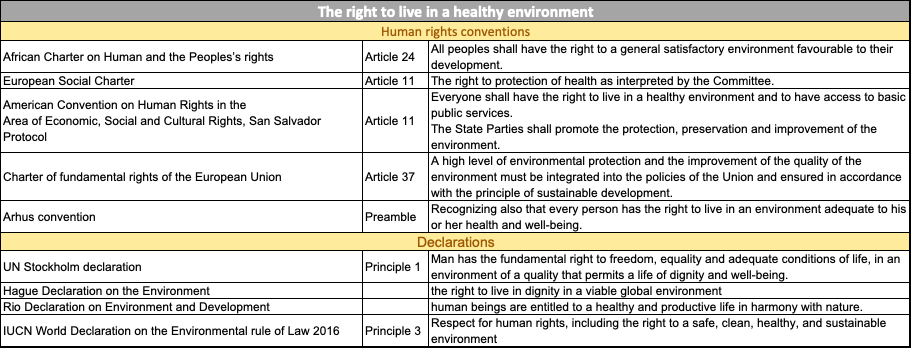 The right to live in a healthy environment
Human rights conventions
African Charter on Human and the Peoples's rights
Article 24
All peoples shall have the right to a general satisfactory environment favourable to their
development.
European Social Charter
Article 11
The right to protection of health as interpreted by the Committee.
American Convention on Human Rights in the
Area of Economic, Social and Cultural Rights, San Salvador
Protocol
Article 11
Everyone shall have the right to live in a healthy environment and to have access to basic
public services.
The State Parties shall promote the protection, preservation and improvement of the
environment.
Charter of fundamental rights of the European Union
Article 37
A high level of environmental protection and the improvement of the quality of the
environment must be integrated into the policies of the Union and ensured in accordance
with the principle of sustainable development.
Arhus convention
Preamble
Recognizing also that every person has the right to live in an environment adequate to his
or her health and well-being.
Declarations
UN Stockholm declaration
Principle 1
Man has the fundamental right to freedom, equality and adequate conditions of life, in an
environment of a quality that permits a life of dignity and well-being.
Hague Declaration on the Environment
the right to live in dignity in a viable global environment
Rio Declaration on Environment and Development
human beings are entitled to a healthy and productive life in harmony with nature.
IUCN World Declaration on the Environmental rule of Law 2016
Principle 3
Respect for human rights, including the right to a safe, clean, healthy, and sustainable
environment